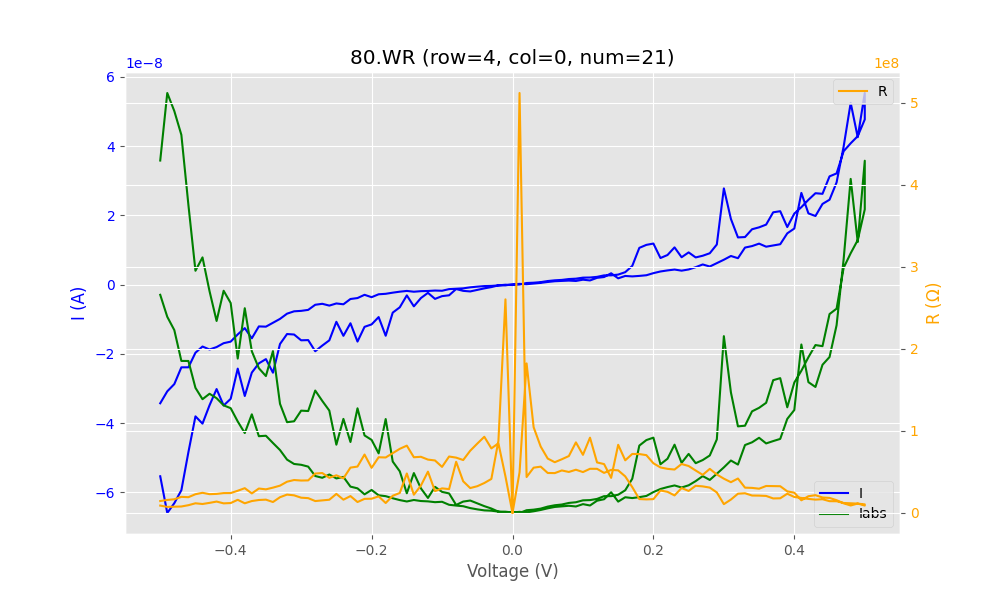 80.WR (row=4, col=0, num=21)
1e−8
1e8
6
4
2
0
−2
−4
−6
I (A)
5
4
3
2
1
0
R (Ω)
R
I
Iabs
−0.4
−0.2
0.0
0.2
0.4
Voltage (V)